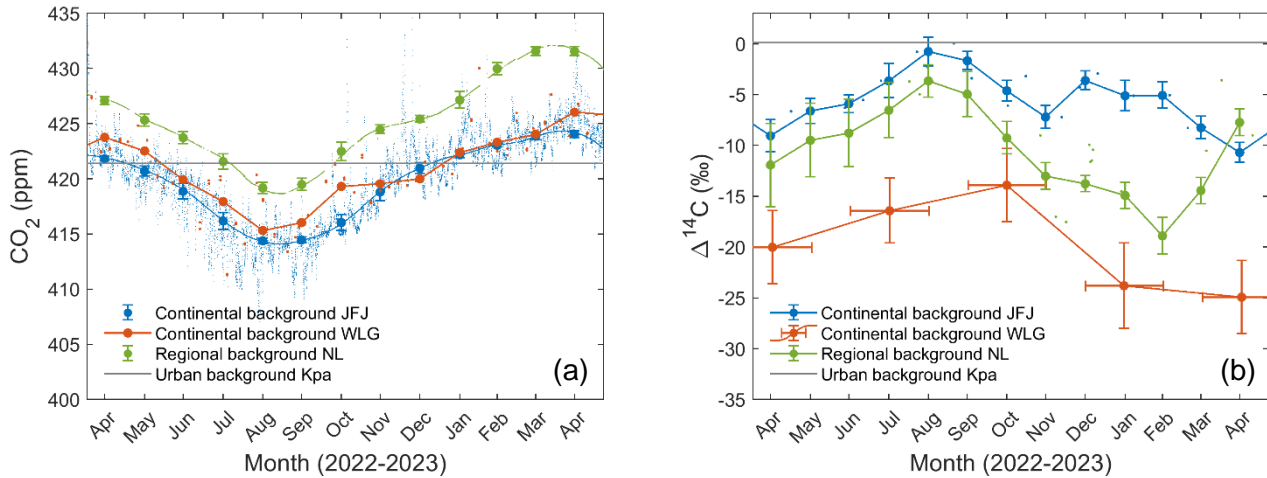 435
430
425
420
415
410
405
400
CO2 (ppm)
Continental background JFJ
Continental background WLG
Regional background NL
Urban background Kpa
(a)
Apr May Jun Jul Aug Sep Oct Nov Dec Jan Feb Mar Apr
Month (2022-2023)
0
-5
-10
-15
-20
-25
-30
-35
Δ 14C (‰)
Continental background JFJ
Continental background WLG
Regional background NL
Urban background Kpa
(b)
Apr May Jun Jul Aug Sep Oct Nov Dec Jan Feb Mar Apr
Month (2022-2023)